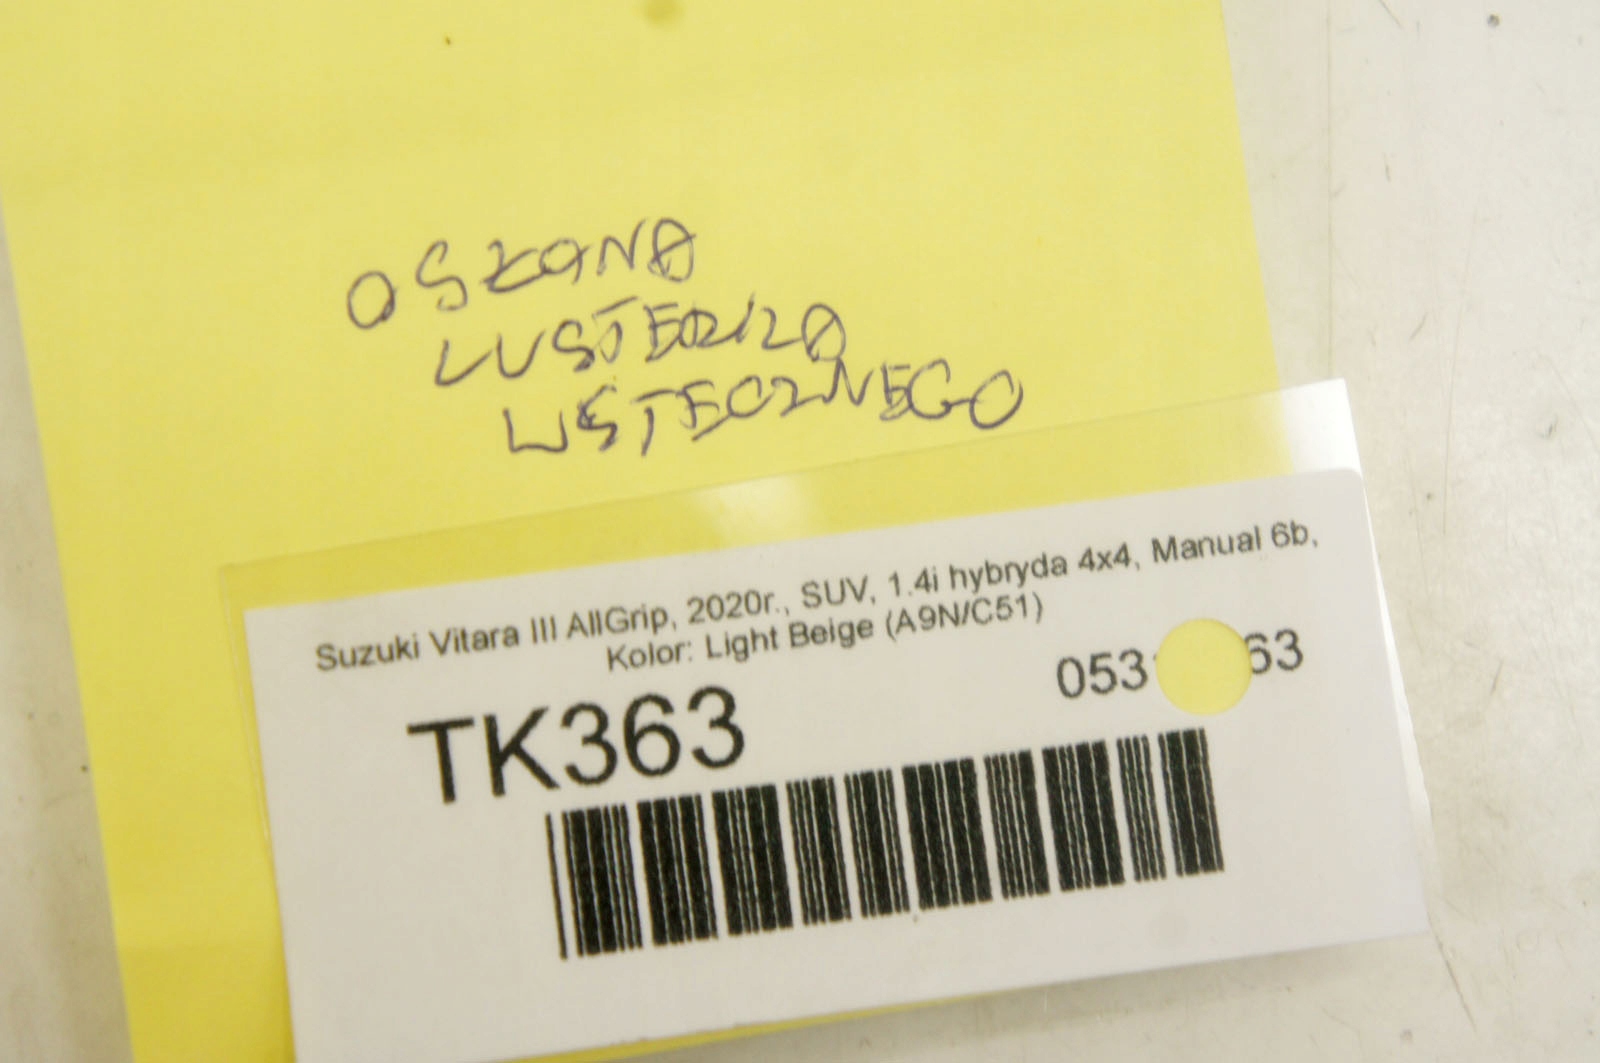 OSŁONA
LUSTERKA
WSTECZNEGO
Suzuki Vitara III AllGrip, 2020r., SUV, 1.4i hybryda 4x4, Manual 6b,
Kolor: Light Beige (A9N/C51)
TK363